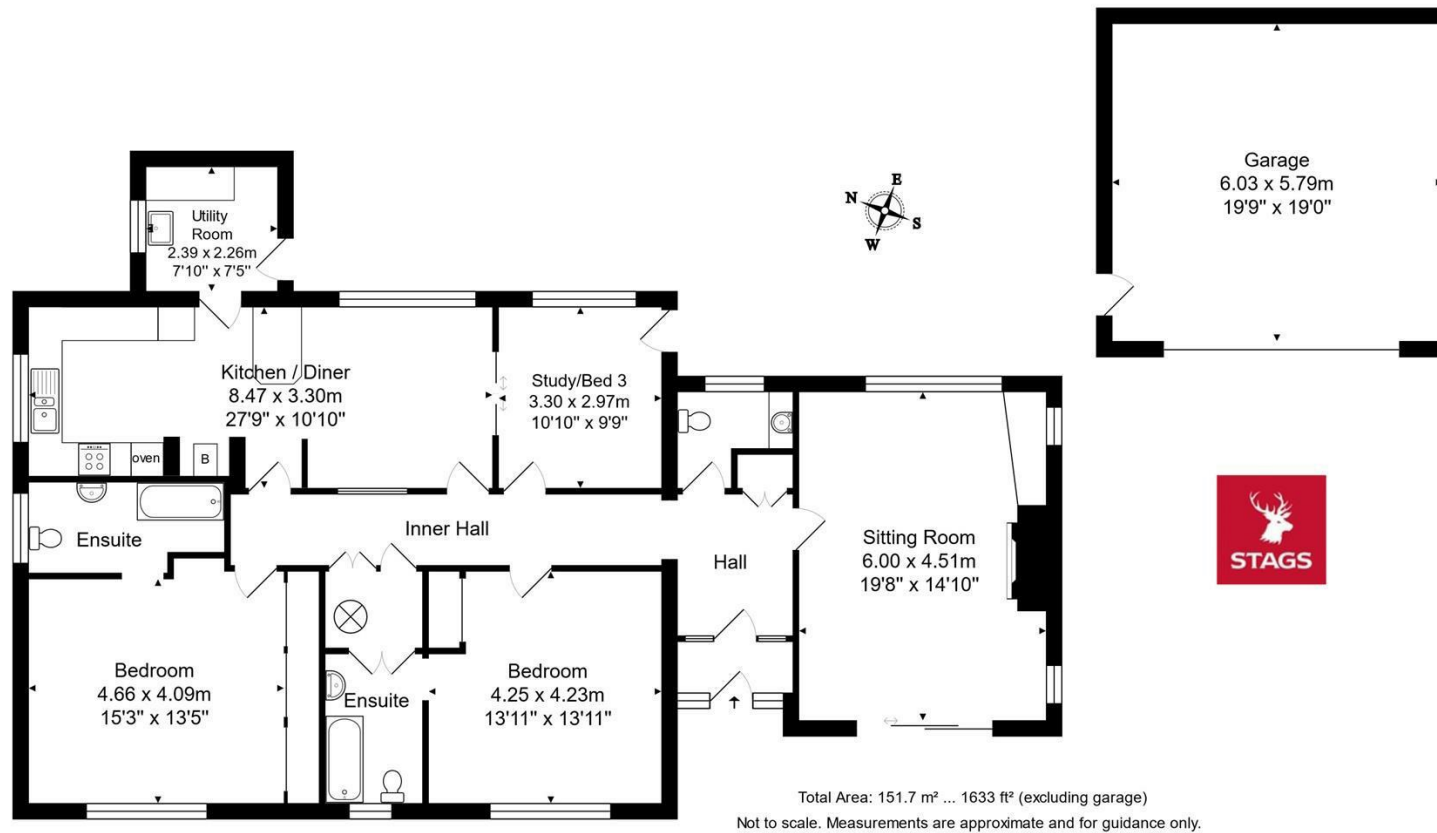 Garage
6.03 x 5.79m
19'9" x 19'0"
N E
W S
Utility
Room
2.39 x 2.26m
7'10" x 7'5"
Kitchen / Diner
8.47 x 3.30m
27'9" x 10'10"
Study/Bed 3
3.30 x 2.97m
10'10" x 9'9"
oven
B
Ensuite
Inner Hall
Hall
Sitting Room
6.00 x 4.51m
19'8" x 14'10"
STAGS
Bedroom
4.66 x 4.09m
15'3" x 13'5"
Ensuite
Bedroom
4.25 x 4.23m
13'11" x 13'11"
Total Area: 151.7 m² ... 1633 ft² (excluding garage)
Not to scale. Measurements are approximate and for guidance only.